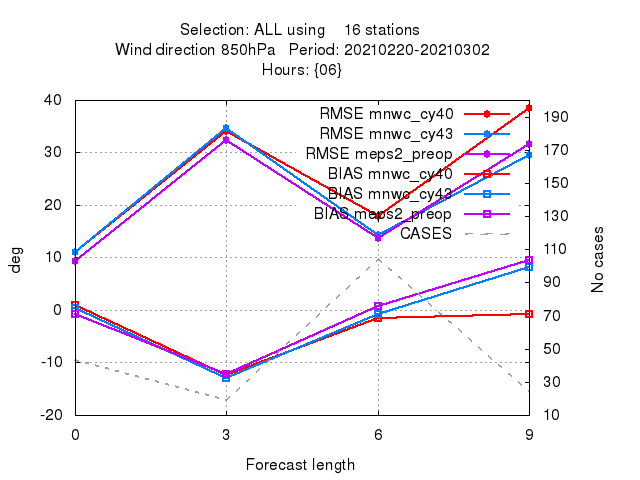 Selection: ALL using    16 stations
Wind direction 850hPa   Period: 20210220-20210302
Hours: {06}
RMSE mnwc_cy40
RMSE mnwc_cy43
RMSE meps2_preop
BIAS mnwc_cy40
BIAS mnwc_cy43
BIAS meps2_preop
CASES
40
30
20
10
0
-10
-20
deg
190
170
150
130
110
90
70
50
30
10
No cases
0 3 6 9
Forecast length